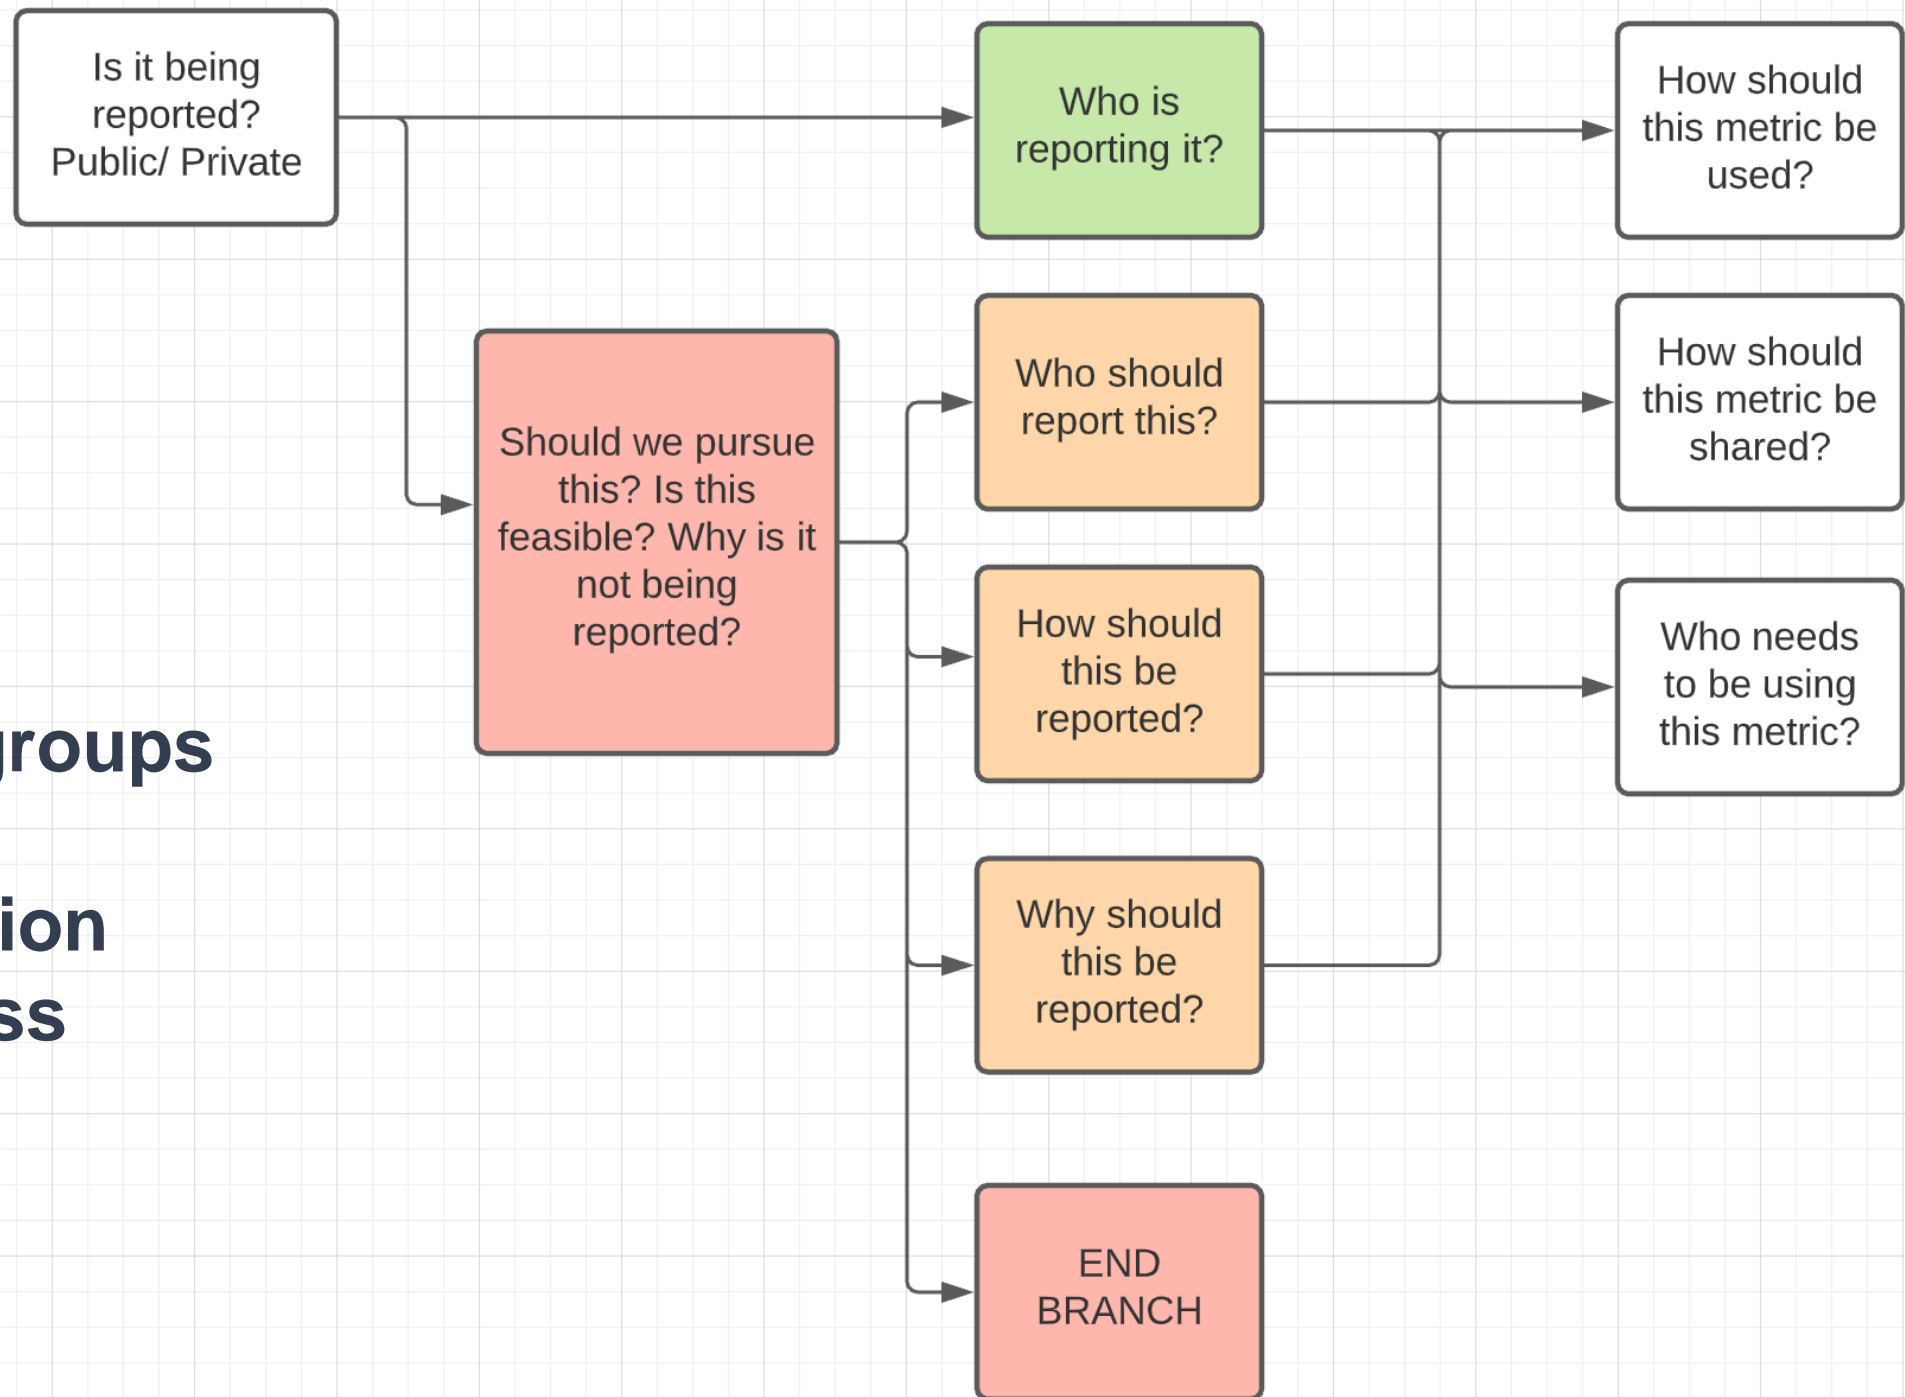 Is it being
reported?
Public/ Private
Who is
reporting it?
How should
this metric be
used?
Should we pursue
this? Is this
feasible? Why is it
not being
reported?
Who should
report this?
How should
this metric be
shared?
How should
this be
reported?
Who needs
to be using
this metric?
Why should
this be
reported?
END
BRANCH
groups
ion
ss